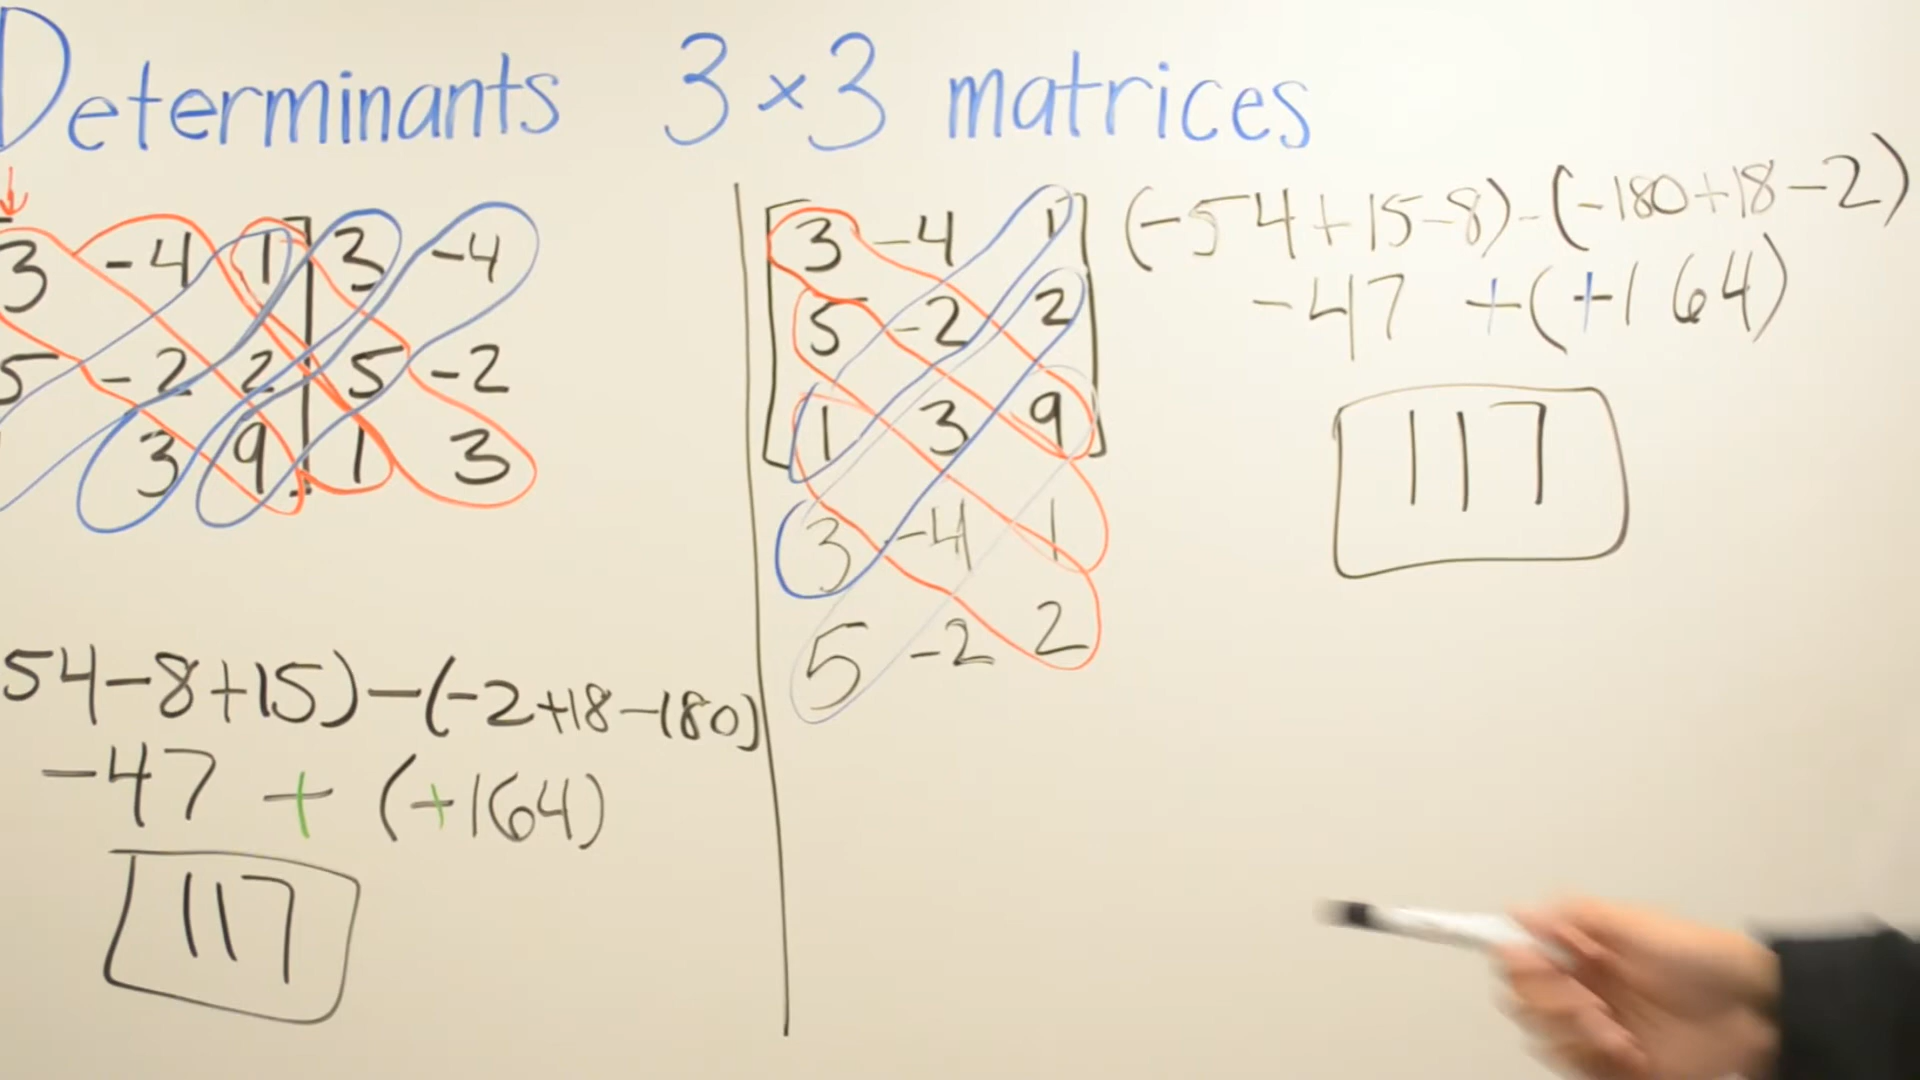 Determinants 3×3 matrices
3 -4 1 3 -4
5 -2 2 5 -2
3 9 1 3
54-8+15)-(-2+18-180)
-47 + (+164)
117
3 -4 1
5 -2 2
1 3 9
3 -4 1
5 -2 2
(-54+15-8)-(-180+18-2)
-47 +(+164)
117